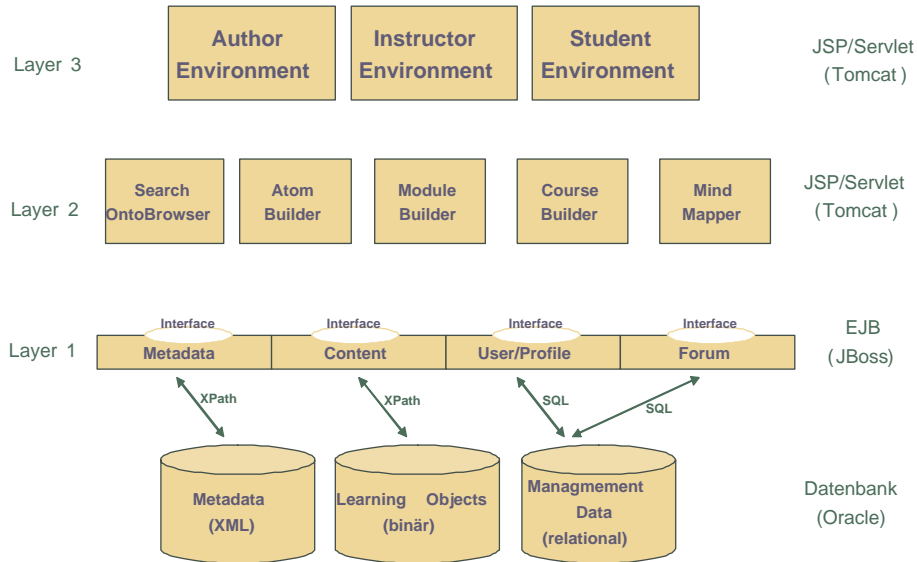 Author
Environment
Instructor
Environment
Student
Environment
Layer 3
JSP/Servlet
(Tomcat )
Search
OntoBrowser
Atom
Builder
Module
Builder
Course
Builder
Mind
Mapper
Layer 2
JSP/Servlet
(Tomcat )
Interface
Interface
Interface
Interface
Layer 1
Metadata
Content
User/Profile
Forum
EJB
(JBoss)
XPath
XPath
SQL
SQL
Metadata
(XML)
Learning Objects
(binär)
Managmement
Data
(relational)
Datenbank
(Oracle)